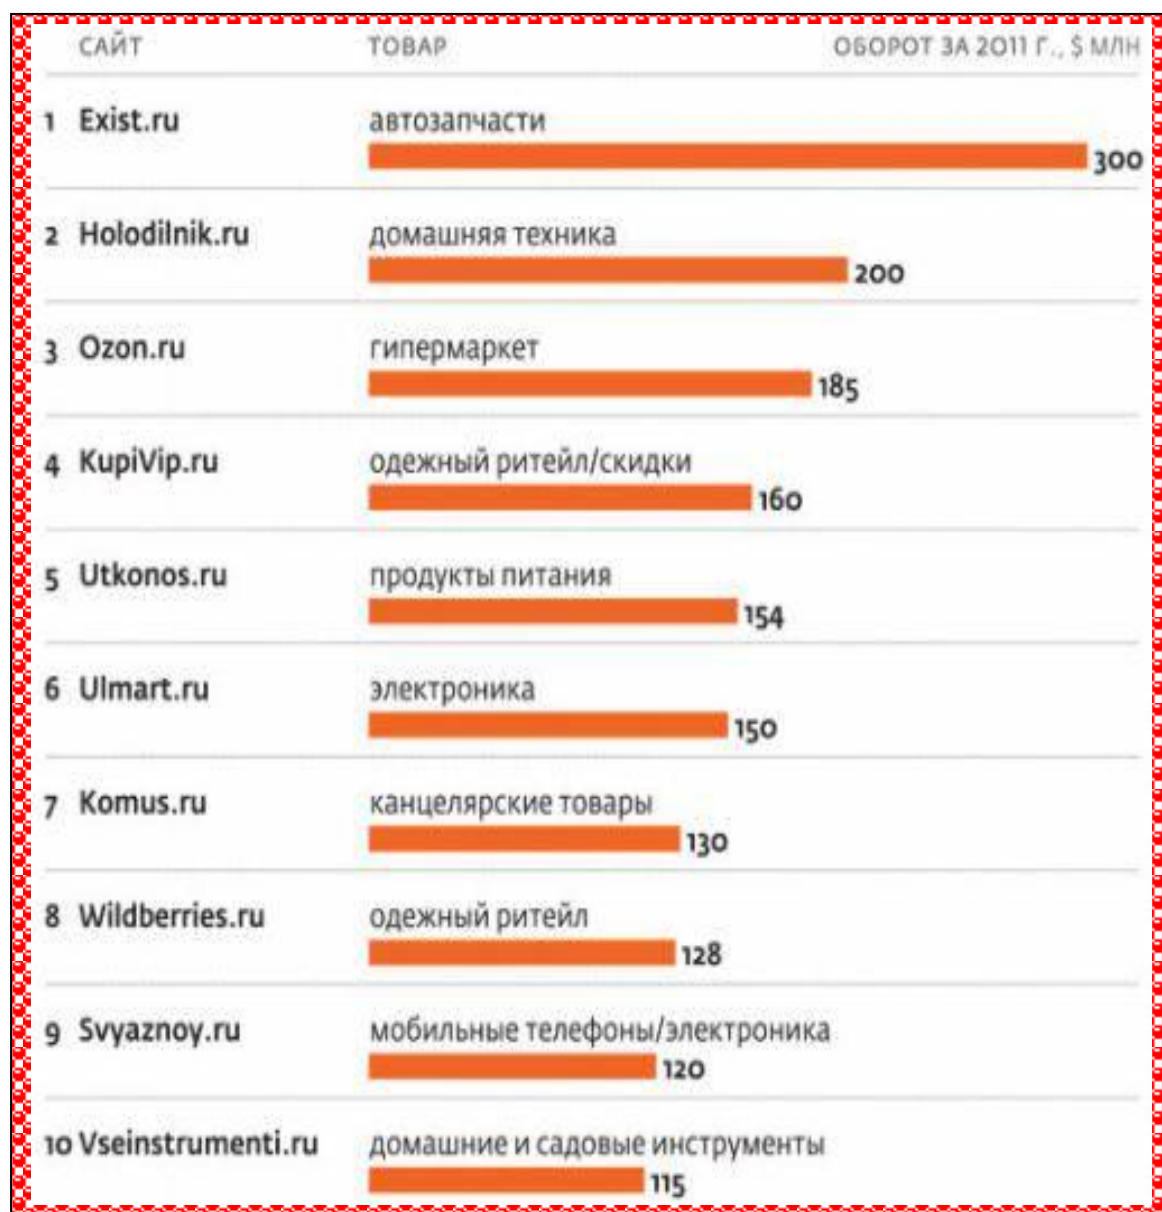 САЙТ ТОВАР ОБОРОТ ЗА 2011 Г., $ МЛН
1 Exist.ru автозапчасти
300
2 Holodilnik.ru домашняя техника
200
3 Ozon.ru гипермаркет
185
4 KupiVip.ru одежный ритейл/скидки
160
5 Utkonos.ru продукты питания
154
6 Ulmart.ru электроника
150
7 Komus.ru канцелярские товары
130
8 Wildberries.ru одежный ритейл
128
9 Svyaznoy.ru мобильные телефоны/электроника
120
10 Vseinstrumenti.ru домашние и садовые инструменты
115